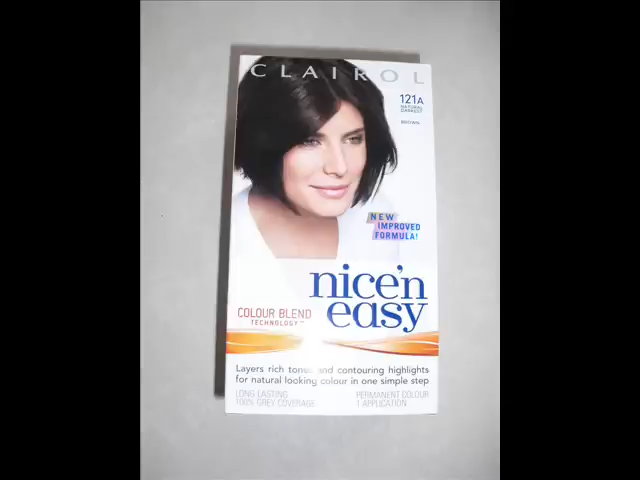 CLAIROL
121A
NATURAL
DARKEST
BROWN
NEW
IMPROVED
FORMULA!
nice'n
easy
COLOUR BLEND
TECHNOLOGY™
Layers rich tones and contouring highlights
for natural looking colour in one simple step
LONG LASTING
100% GREY COVERAGE
PERMANENT COLOUR
1 APPLICATION